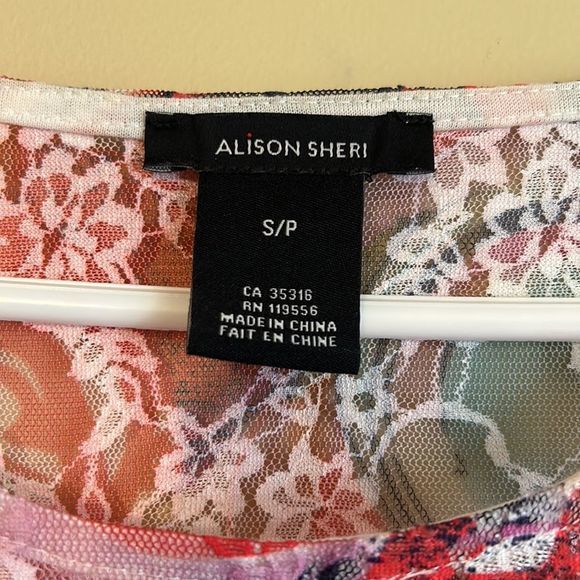 ALISON SHERI
S/P
CA 35316
RN 119556
MADE IN CHINA
FAIT EN CHINE